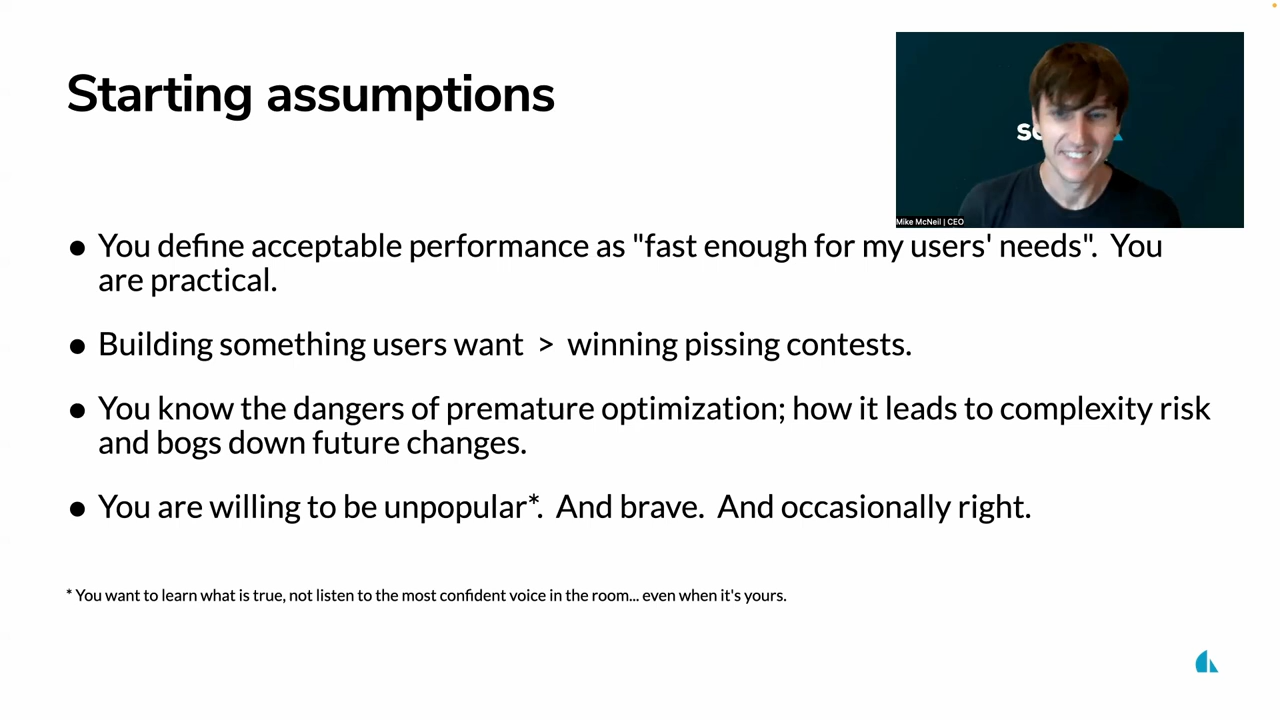 Starting assumptions
Mike McNeil | CEO
● You define acceptable performance as "fast enough for my users' needs". You
are practical.
● Building something users want > winning pissing contests.
● You know the dangers of premature optimization; how it leads to complexity risk
and bogs down future changes.
● You are willing to be unpopular*. And brave. And occasionally right.
* You want to learn what is true, not listen to the most confident voice in the room... even when it's yours.